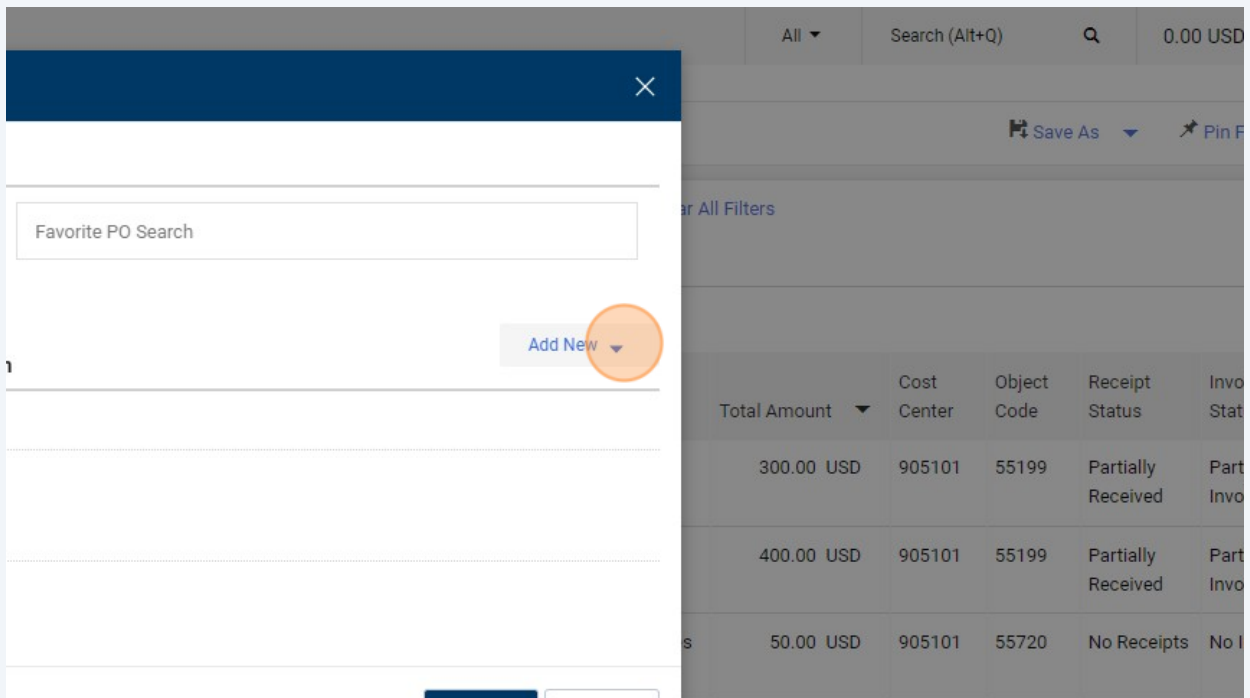 All
Search (Alt+Q)
0.00 USD
Save As
Pin F
ar All Filters
Favorite PO Search
Add New
n
Total Amount
Cost Center
Object Code
Receipt Status
Invo
Stat
300.00 USD 905101 55199 Partially Received
Part
Invo
400.00 USD 905101 55199 Partially Received
Part
Invo
s 50.00 USD 905101 55720 No Receipts No I